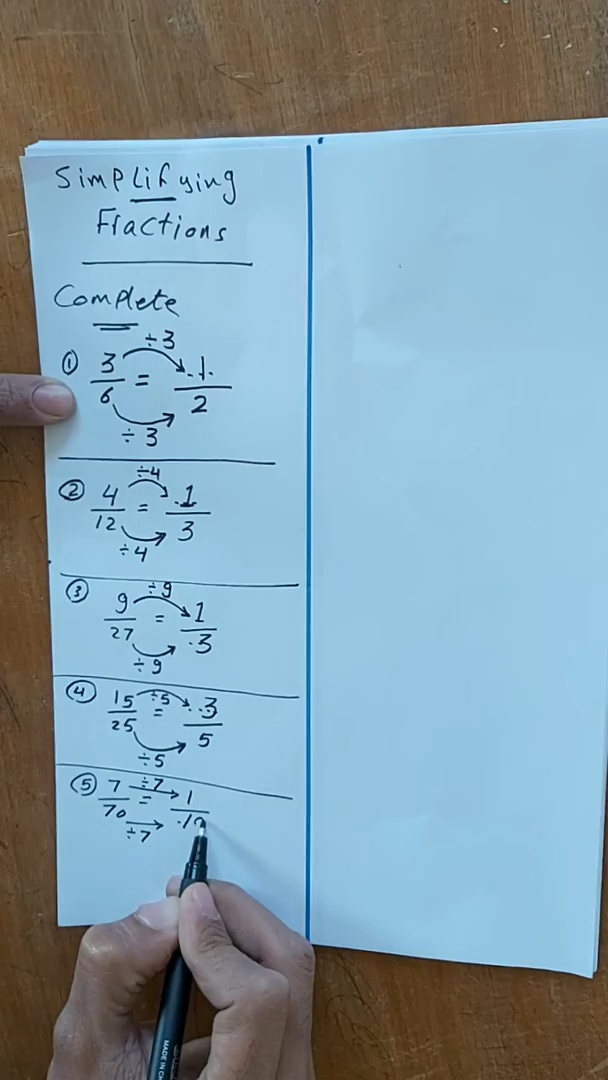 Simplifying
Fractions
Complete
① 3/6 = 1/2
÷3
÷3
② 4/12 = 1/3
÷4
÷4
③ 9/27 = 1/3
÷9
÷9
④ 15/25 = 3/5
÷5
÷5
⑤ 7/70 = 1/10
÷7
÷7
MADE IN